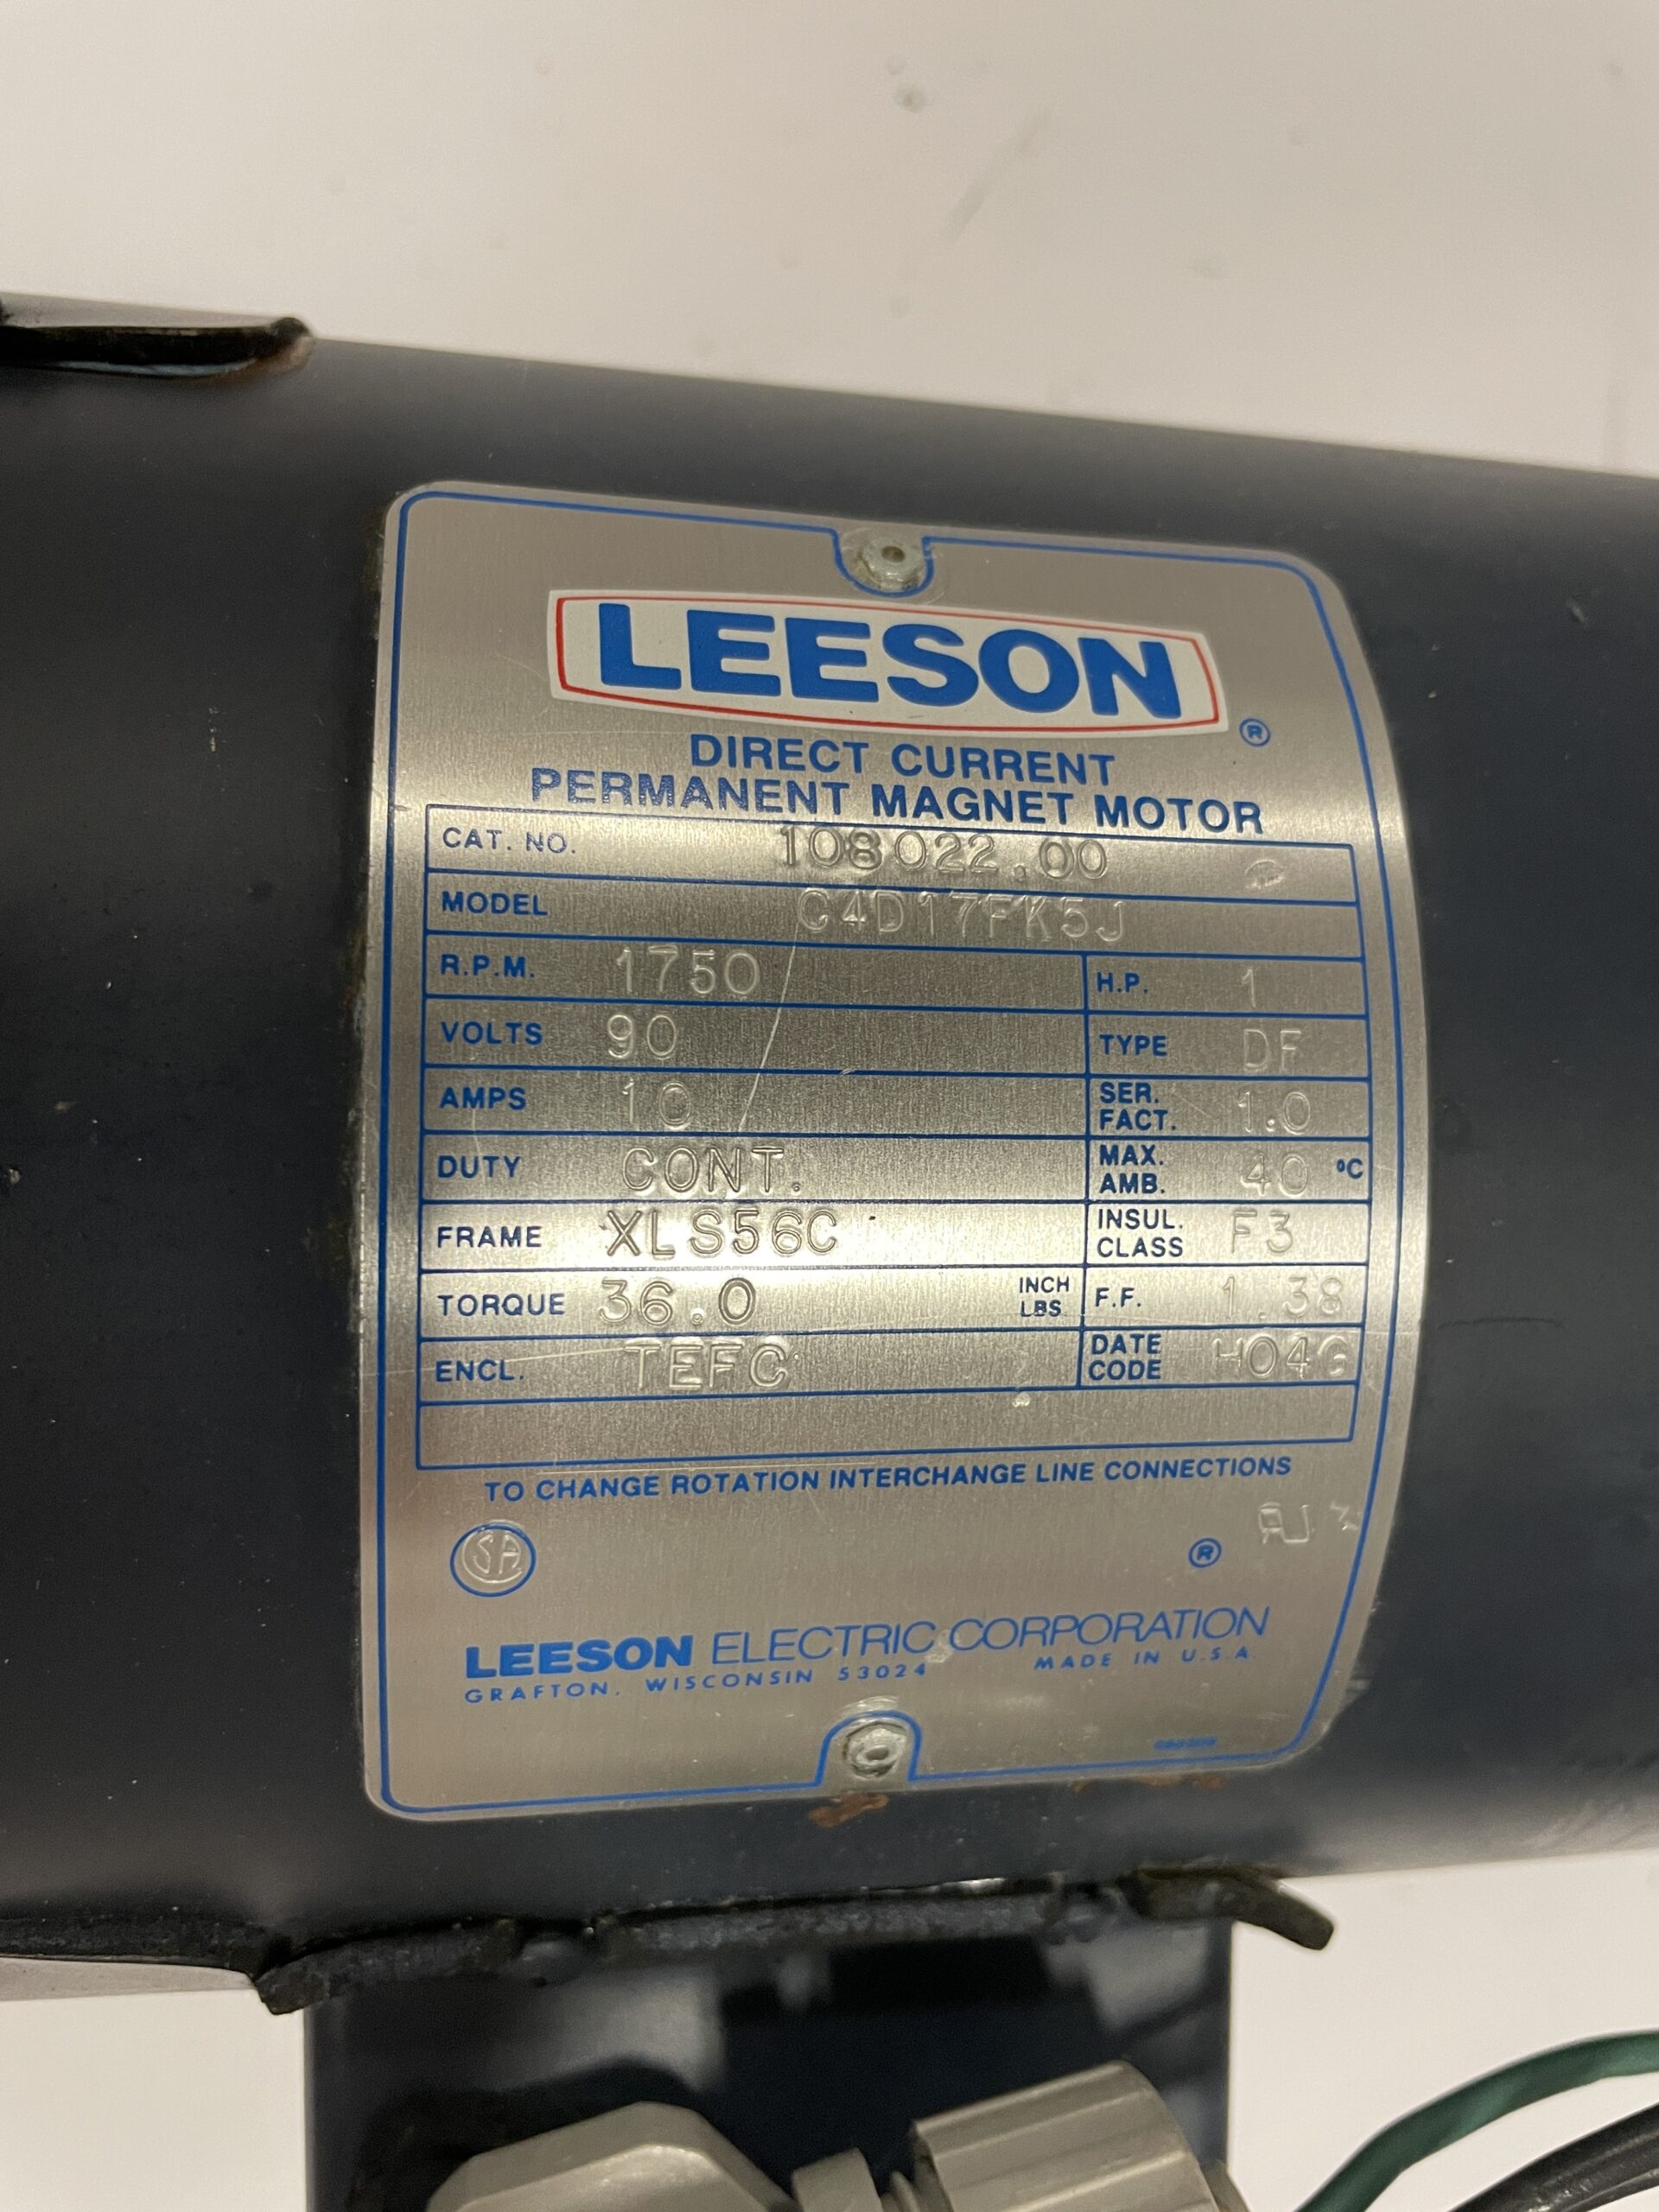 LEESON ®
DIRECT CURRENT
PERMANENT MAGNET MOTOR
CAT. NO. 108022.00
MODEL C4D17FK5J
R.P.M. 1750 H.P. 1
VOLTS 90 TYPE DF
AMPS 10 SER. FACT. 1.0
DUTY CONT. MAX. AMB. 40 °C
FRAME XLS56C INSUL. CLASS F3
TORQUE 36.0 INCH LBS. F.F. 1.38
ENCL. TEFC DATE CODE H04G
TO CHANGE ROTATION INTERCHANGE LINE CONNECTIONS
SA ®
LEESON ELECTRIC CORPORATION
GRAFTON, WISCONSIN 53024 MADE IN U.S.A.